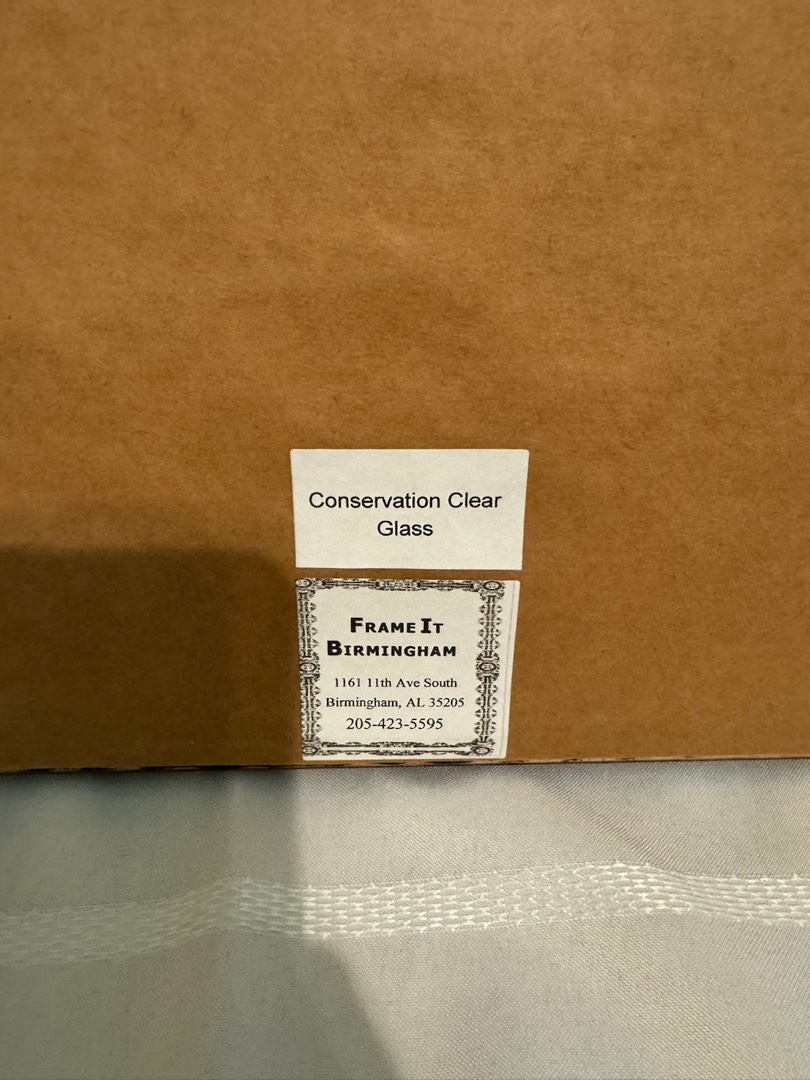 Conservation Clear
Glass
FRAME IT
BIRMINGHAM
1161 11th Ave South
Birmingham, AL 35205
205-423-5595